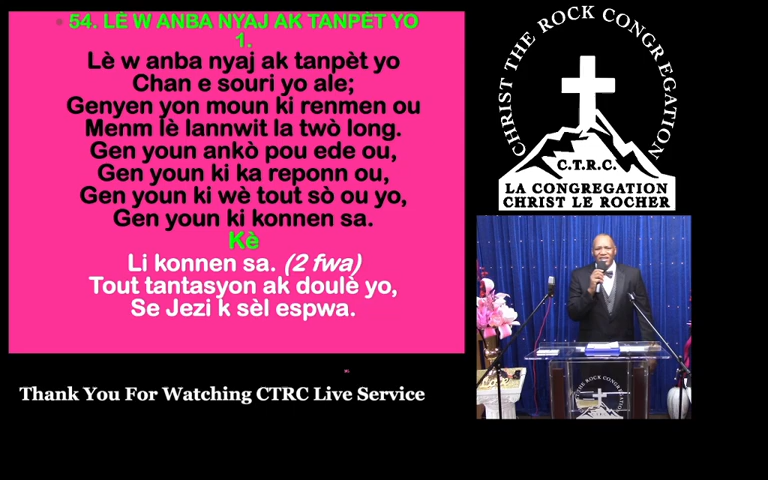 54. LÈ W ANBA NYAJ AK TANPÈT YO
1.
Lè w anba nyaj ak tanpèt yo
Chan e souri yo ale;
Genyen yon moun ki renmen ou
Menm lè lannwit la twò long.
Gen youn ankò pou ede ou,
Gen youn ki ka reponn ou,
Gen youn ki wè tout sò ou yo,
Gen youn ki konnen sa.
Kè
Li konnen sa. (2 fwa)
Tout tantasyon ak doulè yo,
Se Jezi k sèl espwa.
CHRIST THE ROCK CONGREGATION
C.T.R.C.
LA CONGREGATION
CHRIST LE ROCHER
THE ROCK CONGREGATION
Thank You For Watching CTRC Live Service